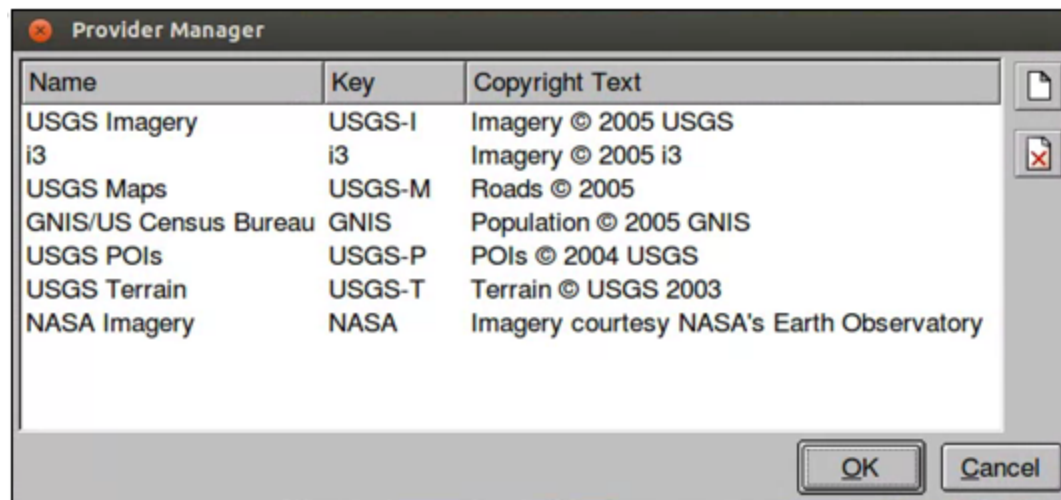 Provider Manager
Name Key Copyright Text
USGS Imagery USGS-I Imagery © 2005 USGS
i3 i3 Imagery © 2005 i3
USGS Maps USGS-M Roads © 2005
GNIS/US Census Bureau GNIS Population © 2005 GNIS
USGS POIs USGS-P POIs © 2004 USGS
USGS Terrain USGS-T Terrain © USGS 2003
NASA Imagery NASA Imagery courtesy NASA's Earth Observatory
OK Cancel